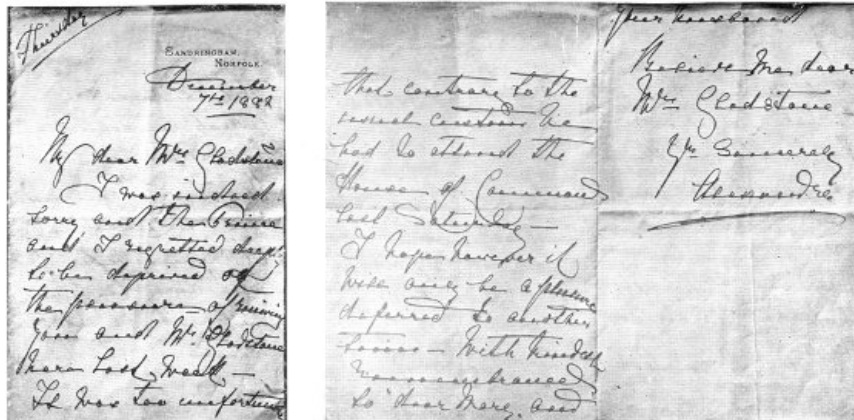 Thursday
SANDRINGHAM,
NORFOLK.
December
7th 1882
My dear Mrs Gladstone
I was indeed
sorry and the Prince
and I regretted deeply
to be deprived of
the pleasure of seeing
you and Mr Gladstone
here last week —
It was too unfortunate
that contrary to the
usual custom he
had to attend the
House of Commons
last Saturday —
I hope however it
will only be a pleasure
deferred to another
time — With kindest
remembrances
to dear Mary and
your husband
Believe me dear
Mrs Gladstone
Yrs Sincerely
Alexandra